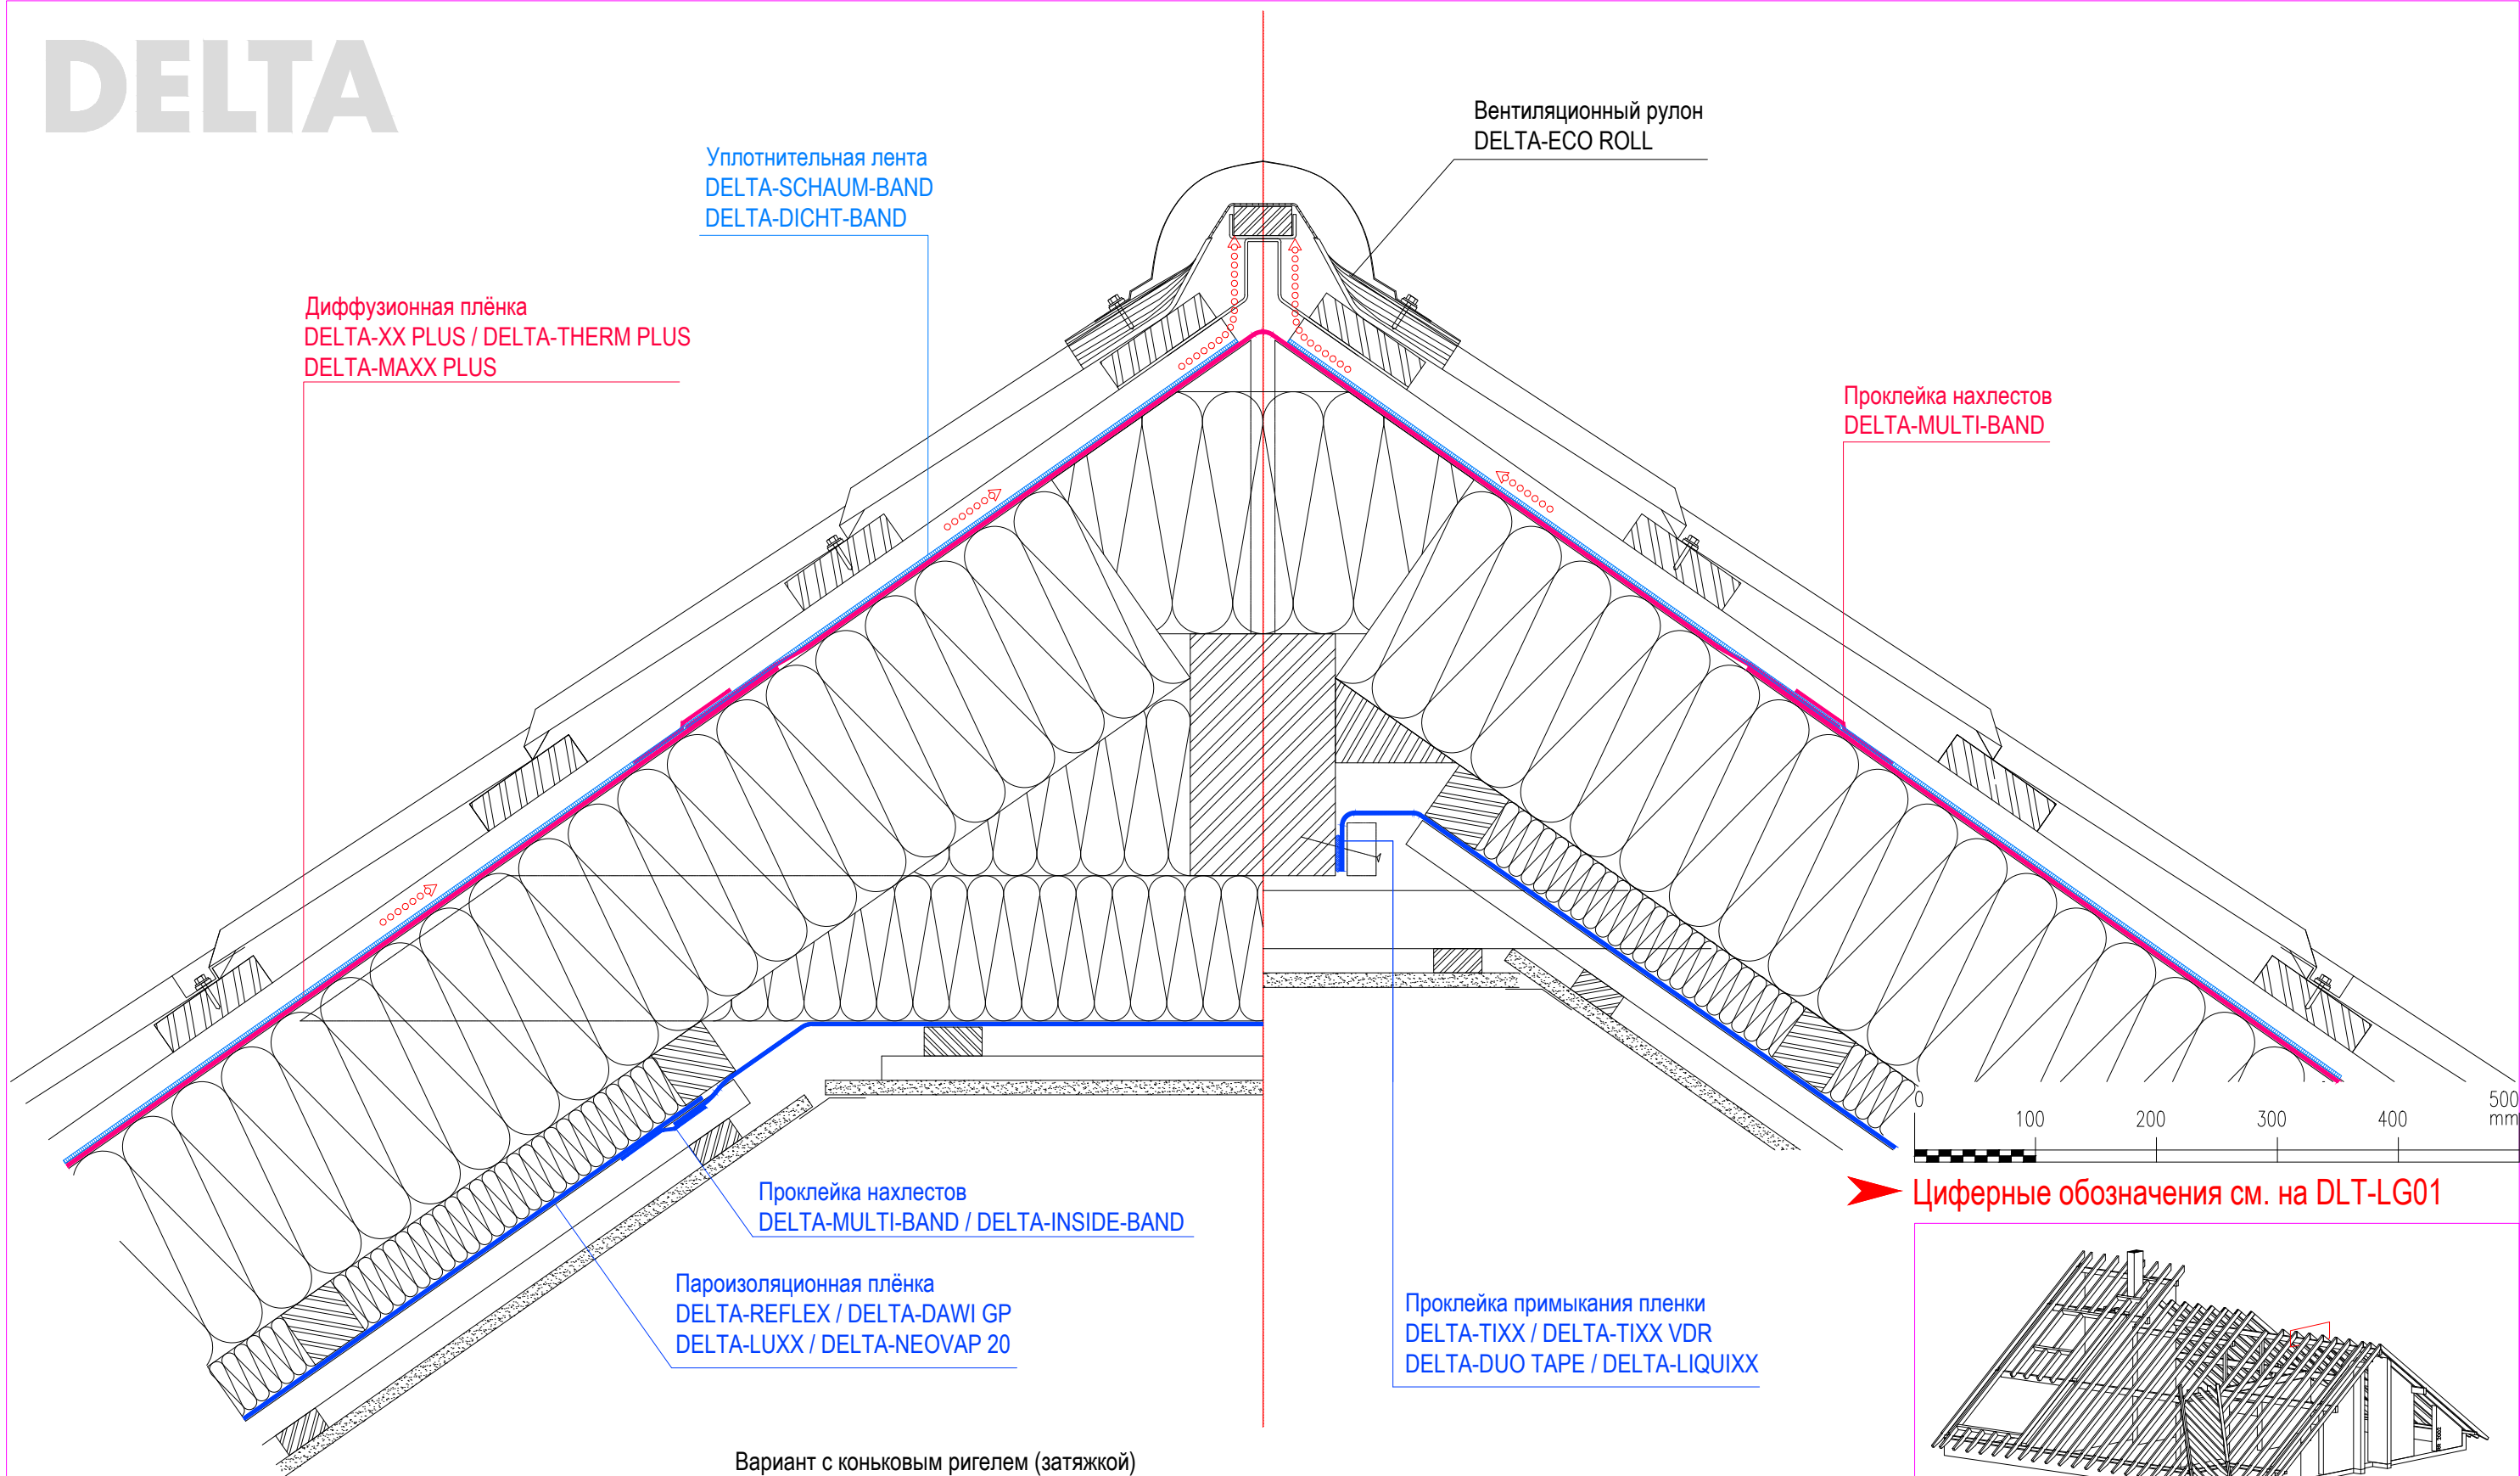 DELTA
Вентиляционный рулон
DELTA-ECO ROLL
Уплотнительная лента
DELTA-SCHAUM-BAND
DELTA-DICHT-BAND
Диффузионная плёнка
DELTA-XX PLUS / DELTA-THERM PLUS
DELTA-MAXX PLUS
Проклейка нахлестов
DELTA-MULTI-BAND
0 100 200 300 400 500
mm
Циферные обозначения см. на DLT-LG01
Проклейка нахлестов
DELTA-MULTI-BAND / DELTA-INSIDE-BAND
Пароизоляционная плёнка
DELTA-REFLEX / DELTA-DAWI GP
DELTA-LUXX / DELTA-NEOVAP 20
Проклейка примыкания пленки
DELTA-TIXX / DELTA-TIXX VDR
DELTA-DUO TAPE / DELTA-LIQUIXX
Вариант с коньковым ригелем (затяжкой)